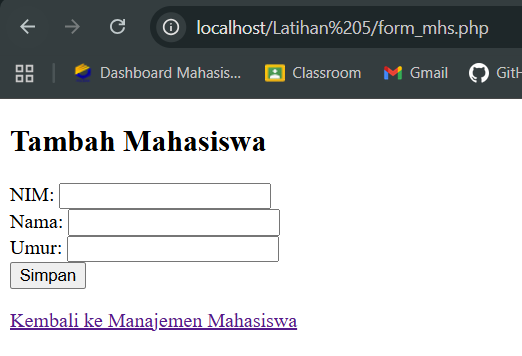 localhost/Latihan%205/form_mhs.php
Dashboard Mahasis... Classroom Gmail GitH
Tambah Mahasiswa
NIM:
Nama:
Umur:
Simpan
Kembali ke Manajemen Mahasiswa